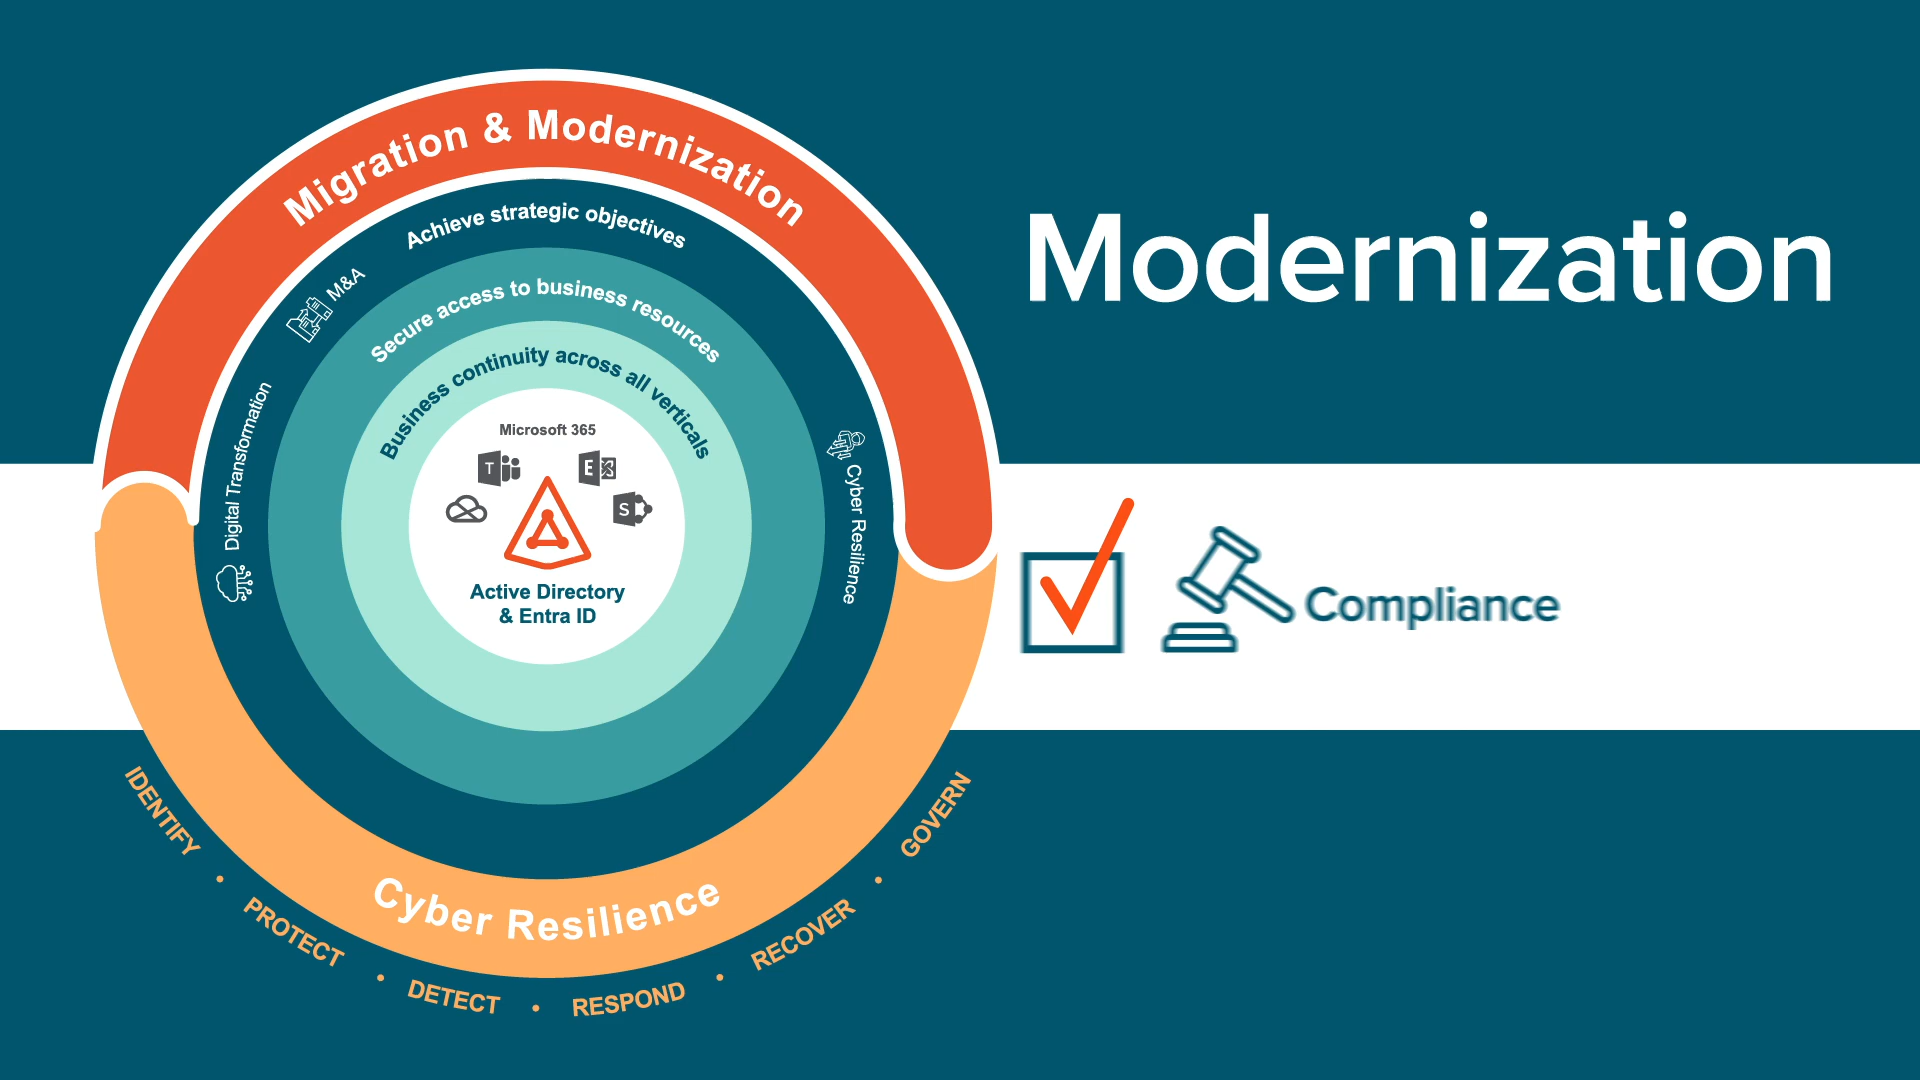 Migration & Modernization
Achieve strategic objectives
M&A
Digital Transformation
Cyber Resilience
Secure access to business resources
Business continuity across all verticals
Microsoft 365
T
E
S
Active Directory
& Entra ID
Cyber Resilience
IDENTIFY • PROTECT • DETECT • RESPOND • RECOVER • GOVERN
Modernization
Compliance